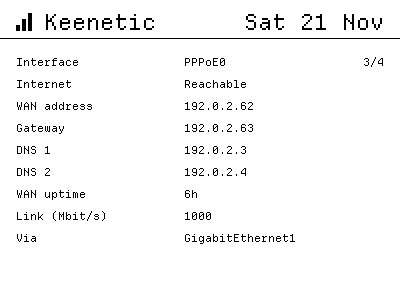 Keenetic Sat 21 Nov
Interface PPPoE0 3/4
Internet Reachable
WAN address 192.0.2.62
Gateway 192.0.2.63
DNS 1 192.0.2.3
DNS 2 192.0.2.4
WAN uptime 6h
Link (Mbit/s) 1000
Via GigabitEthernet1